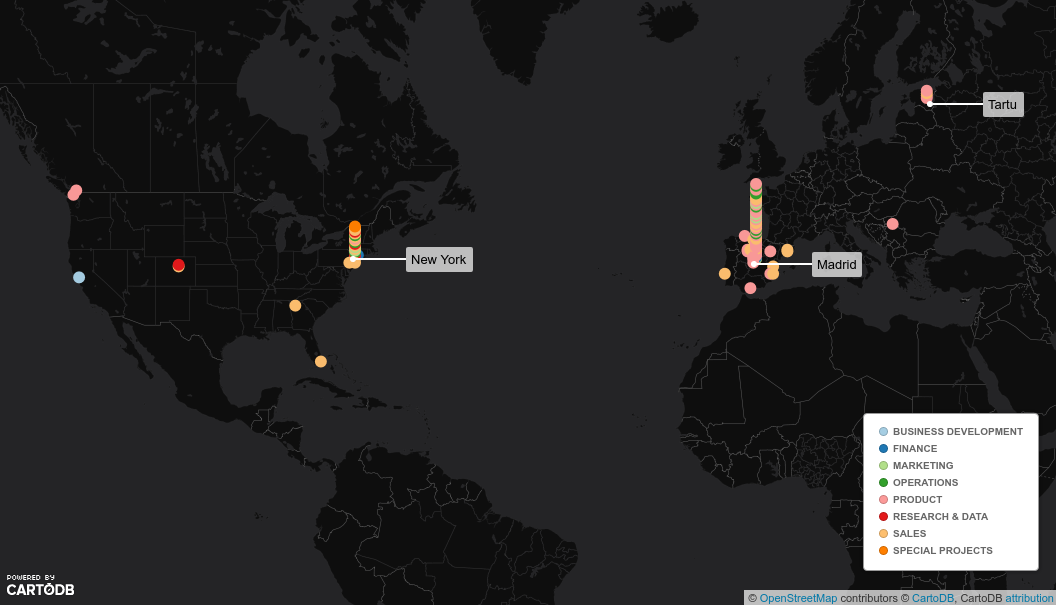 Tartu
New York
Madrid
BUSINESS DEVELOPMENT
FINANCE
MARKETING
OPERATIONS
PRODUCT
RESEARCH & DATA
SALES
SPECIAL PROJECTS
POWERED BY
CARTODB
© OpenStreetMap contributors © CartoDB, CartoDB attribution